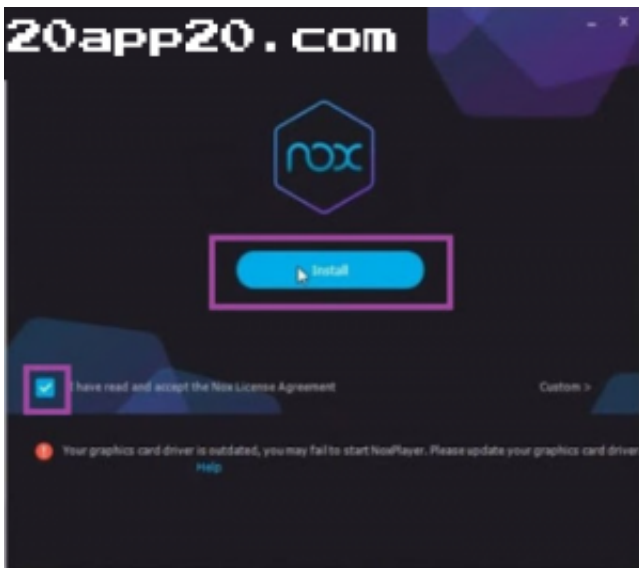 20app20.com
nox
Install
I have read and accept the Nox License Agreement
Custom >
Your graphics card driver is outdated, you may fail to start NoxPlayer. Please update your graphics card driver
Help